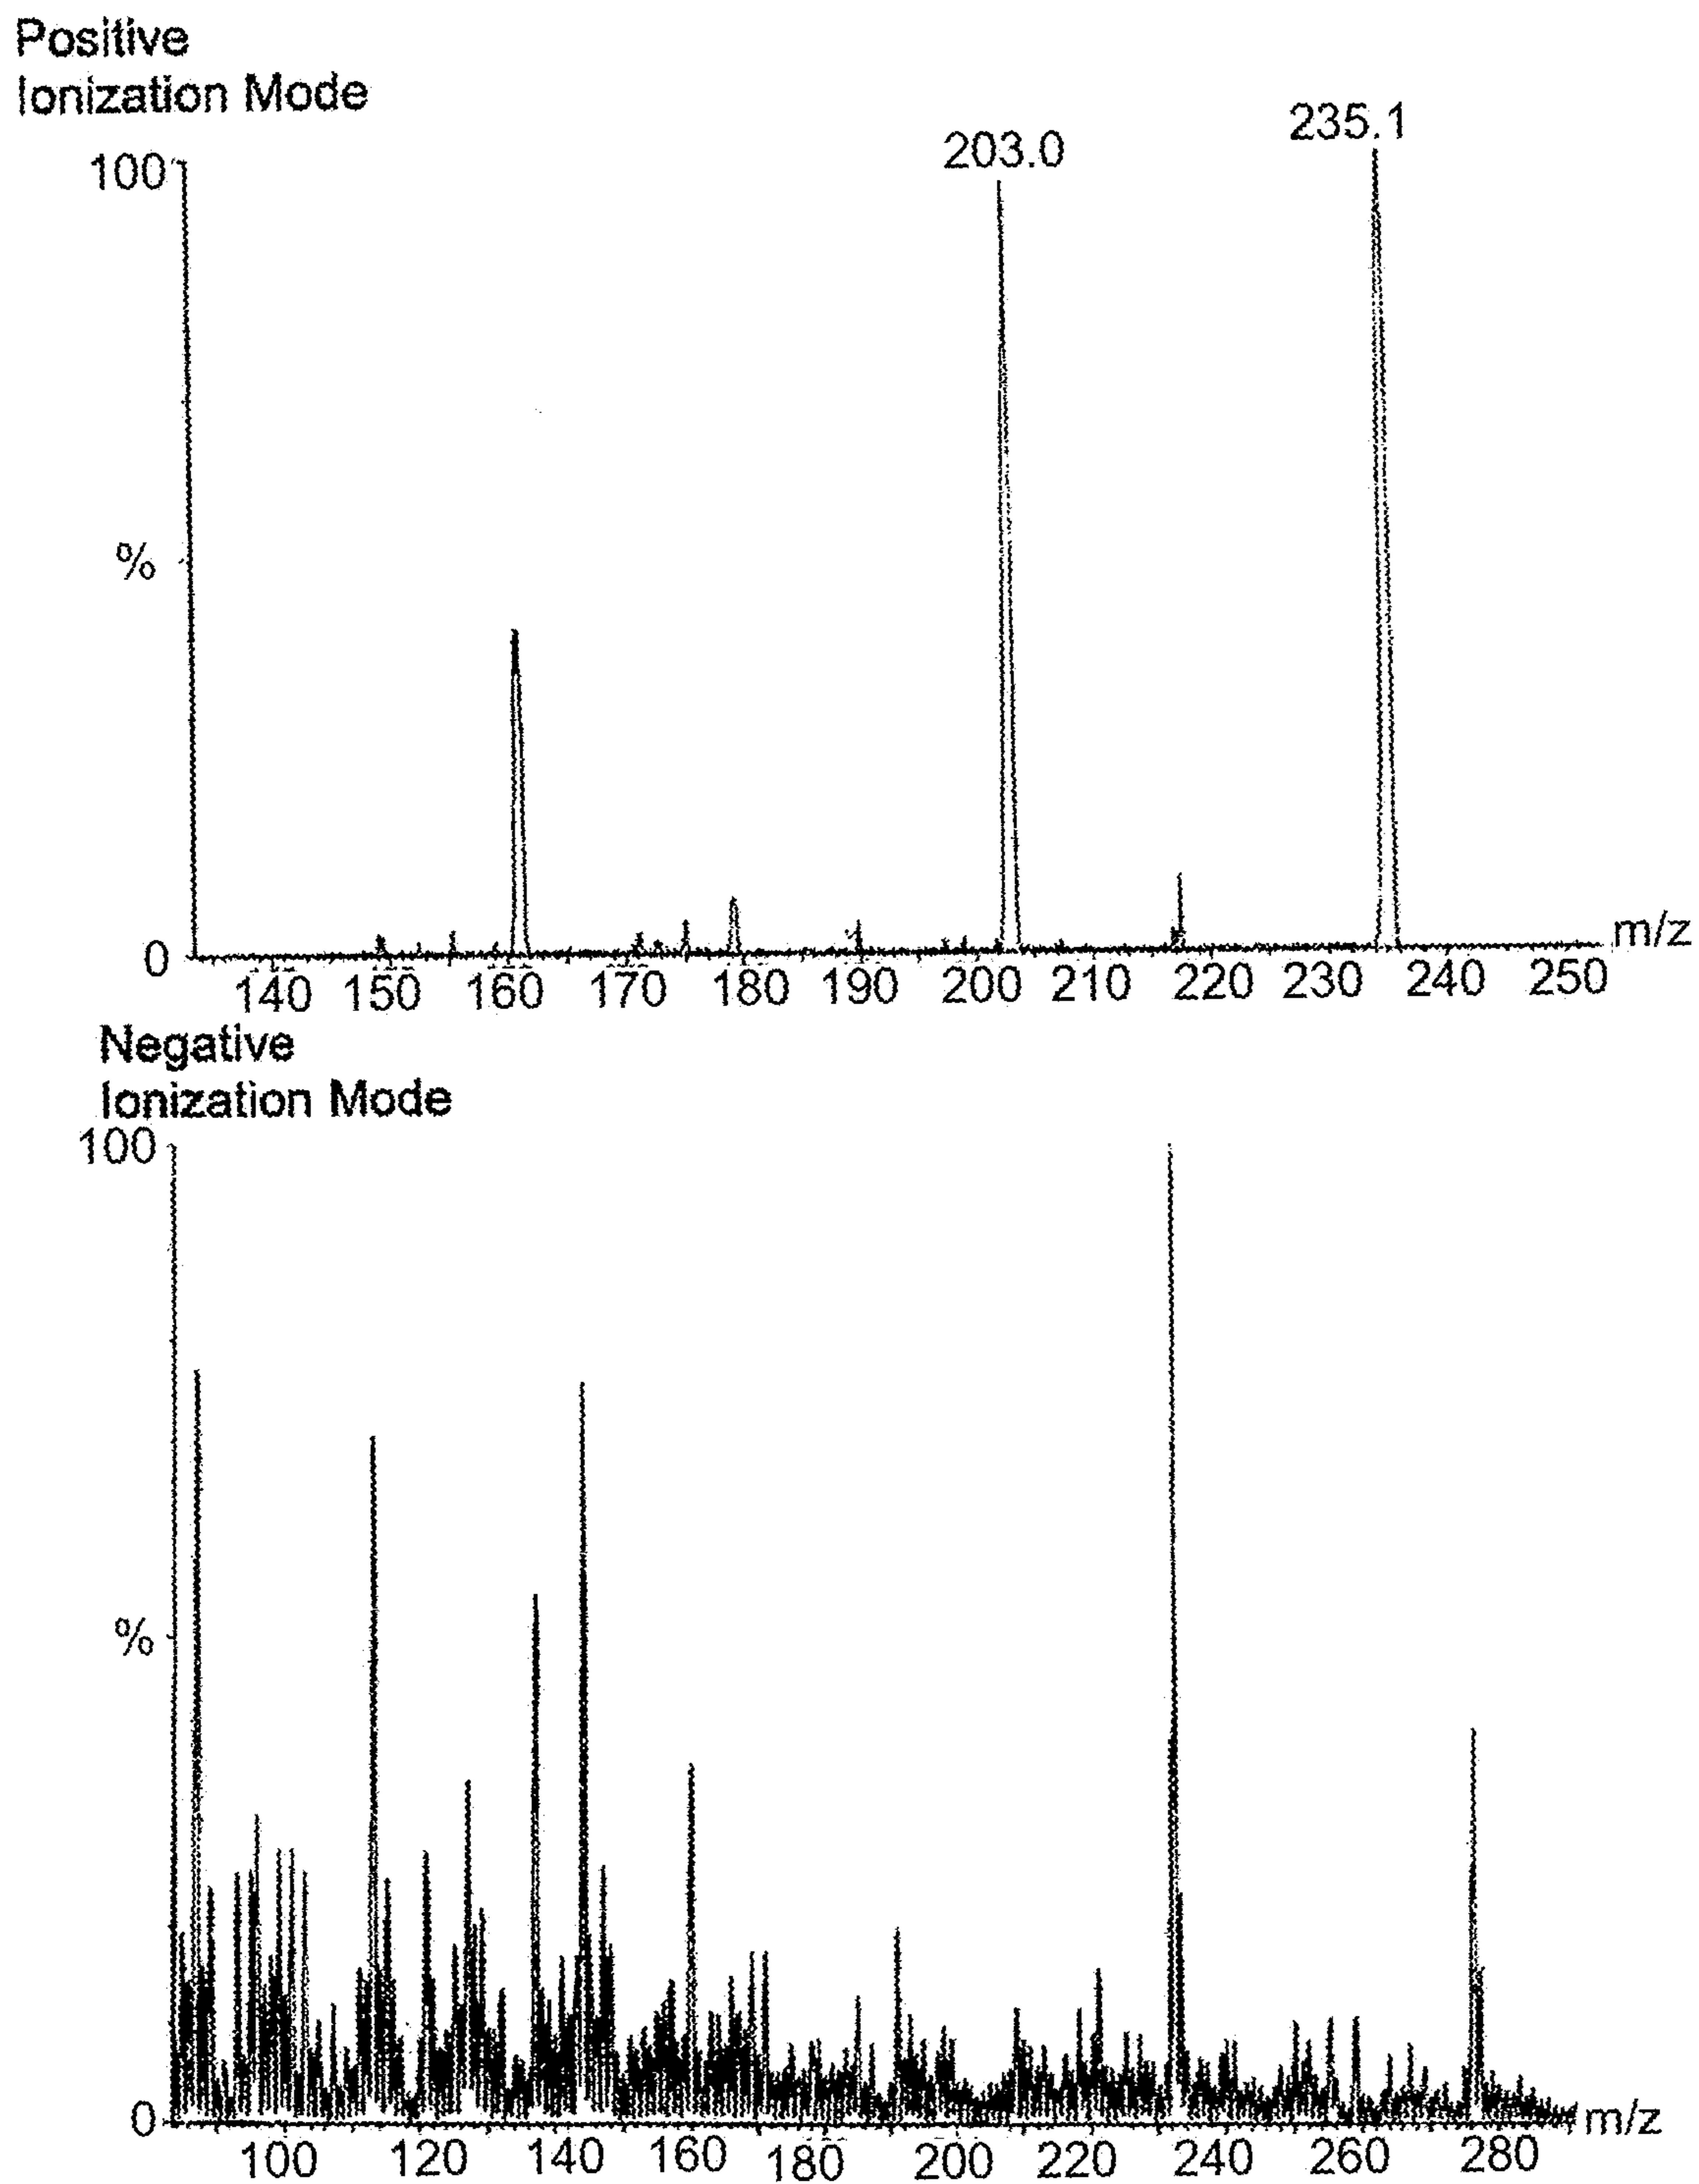 Positive
Ionization Mode
203.0
235.1
100
%
0
m/z
140 150 160 170 180 190 200 210 220 230 240 250
Negative
Ionization Mode
100
%
0
m/z
100 120 140 160 180 200 220 240 260 280